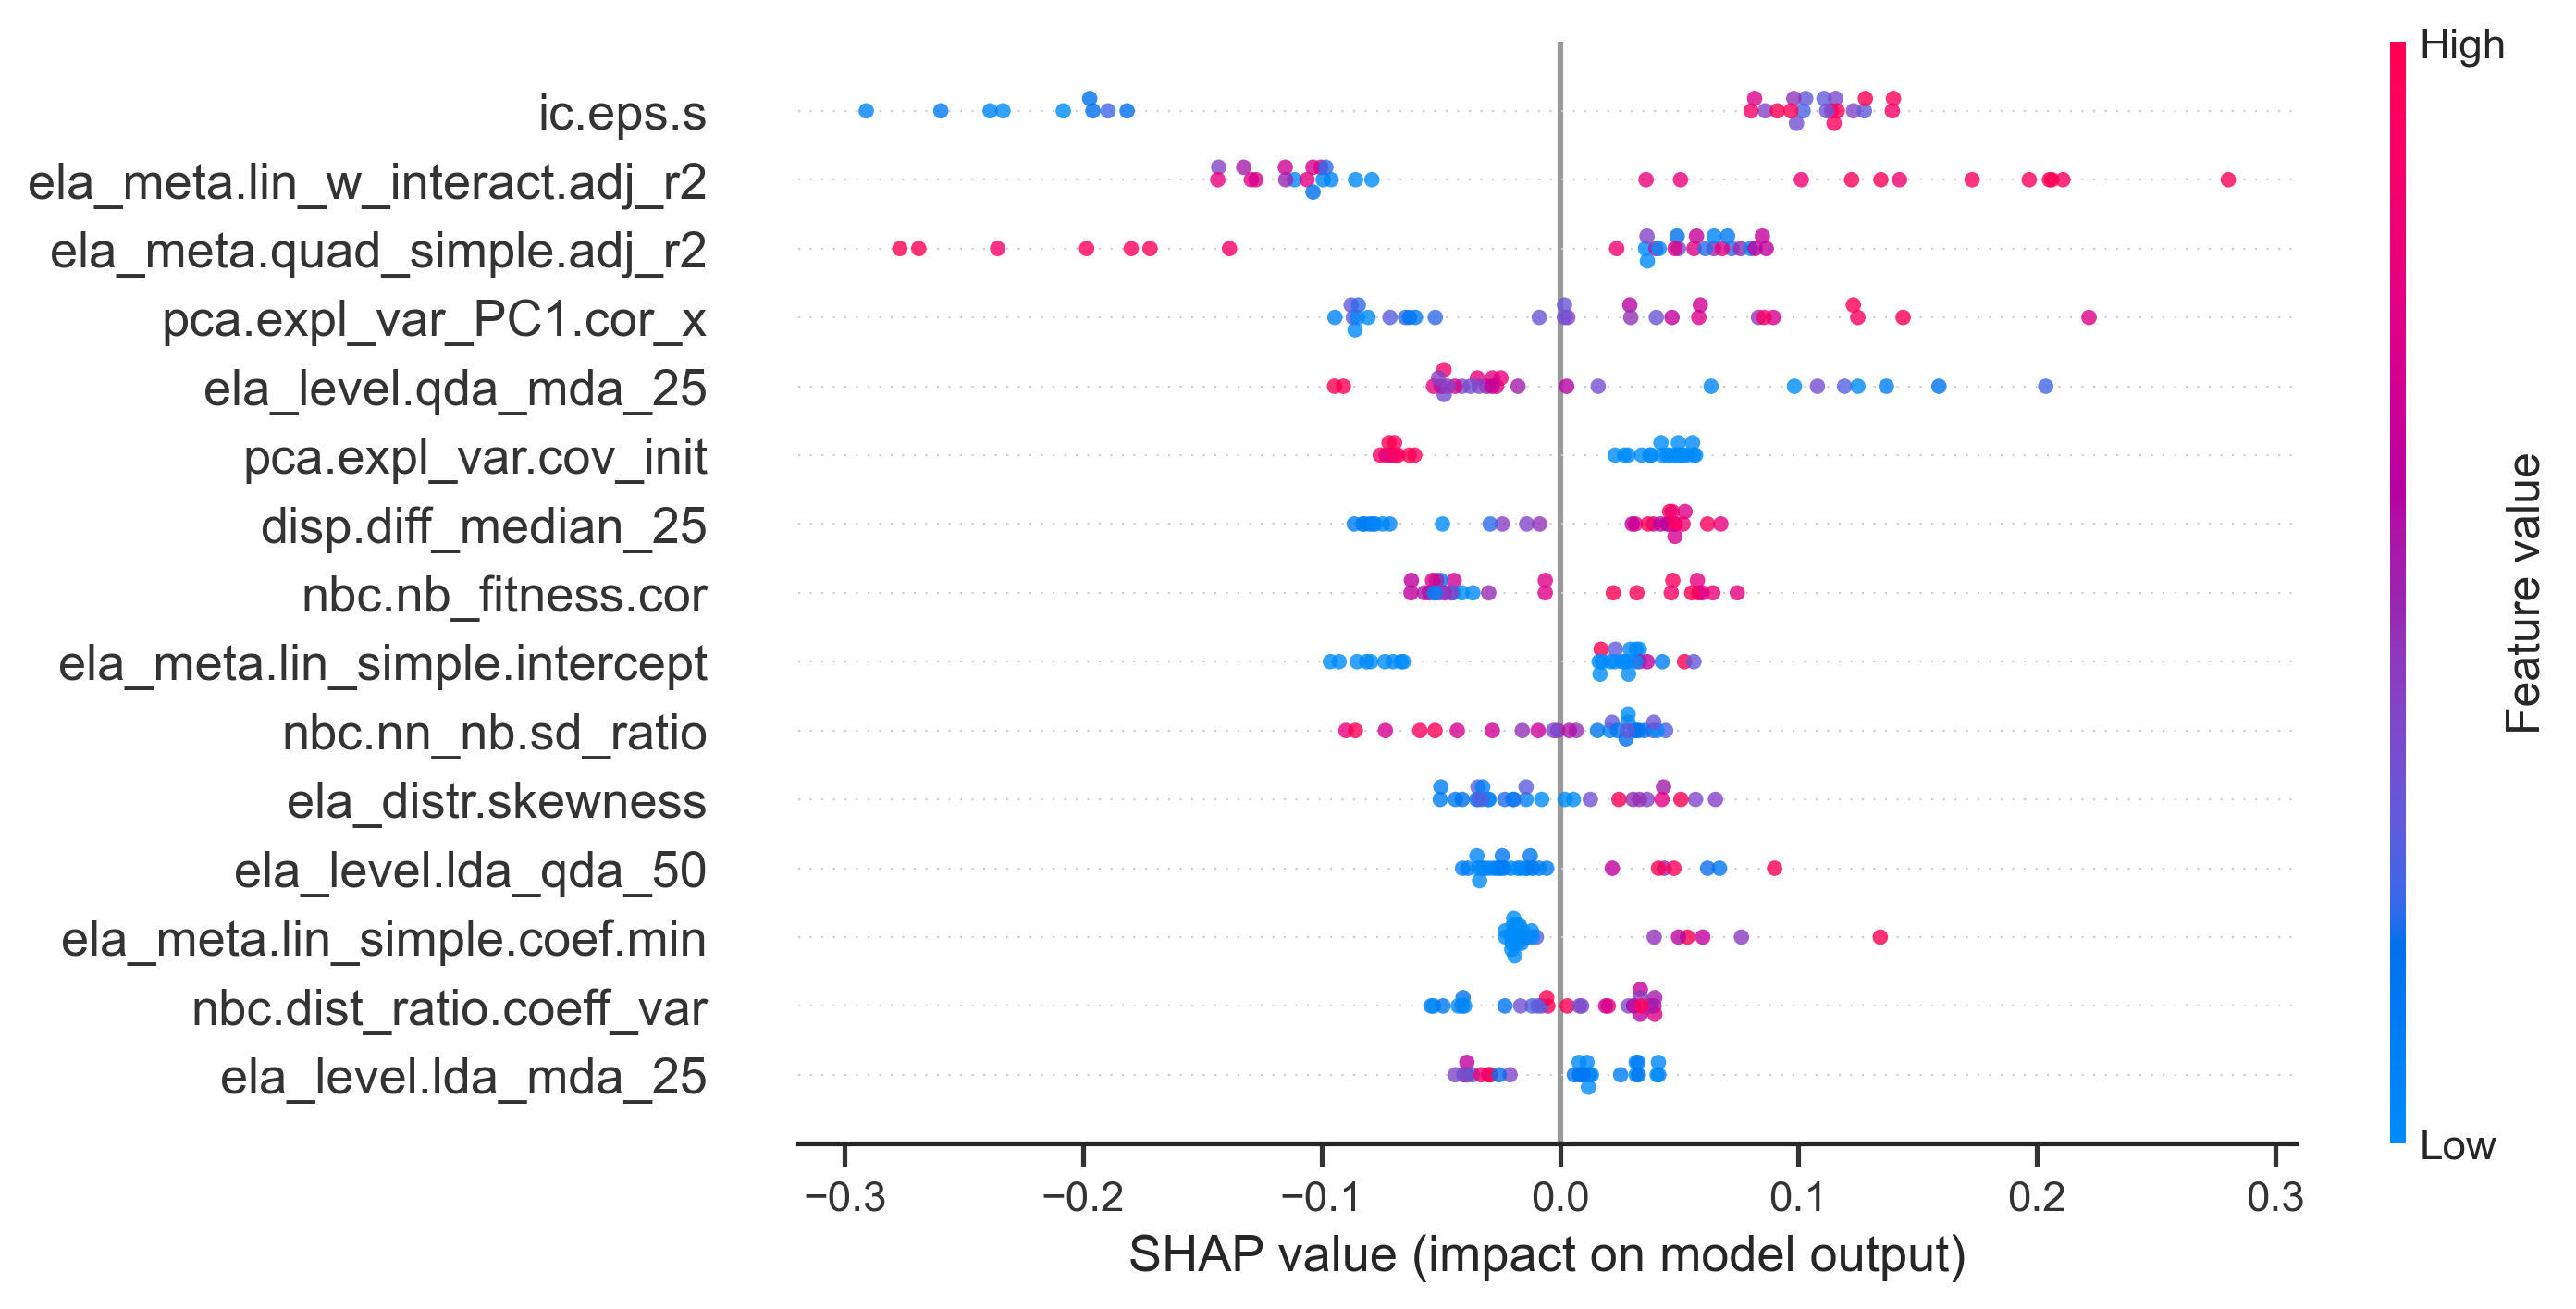 High
ic.eps.s
ela_meta.lin_w_interact.adj_r2
ela_meta.quad_simple.adj_r2
pca.expl_var_PC1.cor_x
ela_level.qda_mda_25
pca.expl_var.cov_init
disp.diff_median_25
nbc.nb_fitness.cor
ela_meta.lin_simple.intercept
nbc.nn_nb.sd_ratio
ela_distr.skewness
ela_level.lda_qda_50
ela_meta.lin_simple.coef.min
nbc.dist_ratio.coeff_var
ela_level.lda_mda_25
Feature value
Low
−0.3 −0.2 −0.1 0.0 0.1 0.2 0.3
SHAP value (impact on model output)